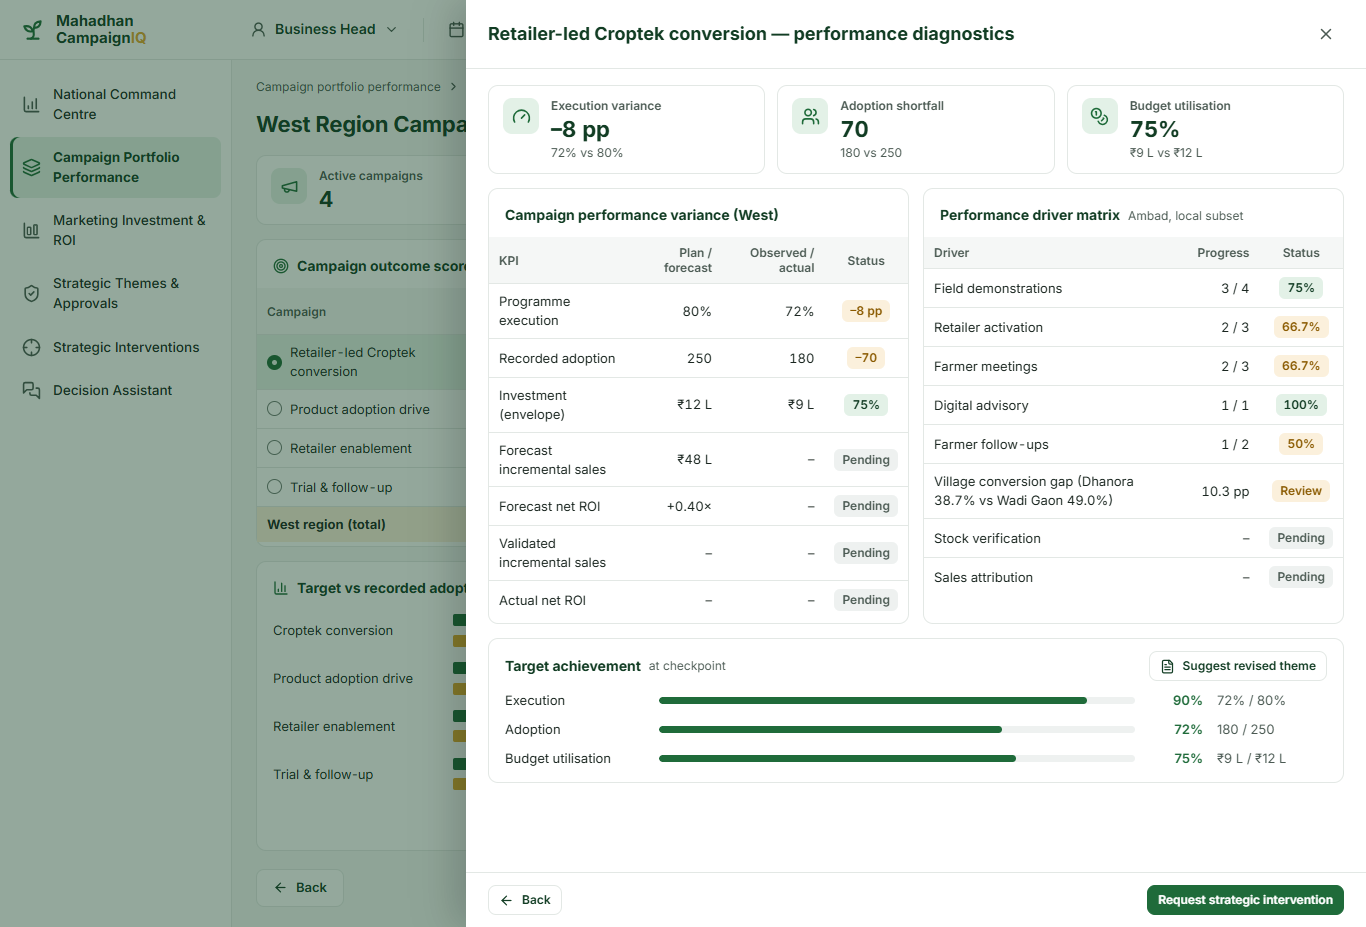 Mahadhan
CampaignIQ
Business Head
National Command
Centre
Campaign Portfolio
Performance
Marketing Investment &
ROI
Strategic Themes &
Approvals
Strategic Interventions
Decision Assistant
Campaign portfolio performance
West Region Campa
Active campaigns
4
Campaign outcome score
Campaign
Retailer-led Croptek
conversion
Product adoption drive
Retailer enablement
Trial & follow-up
West region (total)
Target vs recorded adopt
Croptek conversion
Product adoption drive
Retailer enablement
Trial & follow-up
Back
Retailer-led Croptek conversion — performance diagnostics
Execution variance
–8 pp
72% vs 80%
Adoption shortfall
70
180 vs 250
Budget utilisation
75%
₹9 L vs ₹12 L
Campaign performance variance (West)
KPI Plan / forecast Observed / actual Status
Programme execution 80% 72% –8 pp
Recorded adoption 250 180 –70
Investment (envelope) ₹12 L ₹9 L 75%
Forecast incremental sales ₹48 L – Pending
Forecast net ROI +0.40× – Pending
Validated incremental sales – – Pending
Actual net ROI – – Pending
Performance driver matrix Ambad, local subset
Driver Progress Status
Field demonstrations 3 / 4 75%
Retailer activation 2 / 3 66.7%
Farmer meetings 2 / 3 66.7%
Digital advisory 1 / 1 100%
Farmer follow-ups 1 / 2 50%
Village conversion gap (Dhanora 38.7% vs Wadi Gaon 49.0%) 10.3 pp Review
Stock verification – Pending
Sales attribution – Pending
Target achievement at checkpoint
Suggest revised theme
Execution 90% 72% / 80%
Adoption 72% 180 / 250
Budget utilisation 75% ₹9 L / ₹12 L
Back
Request strategic intervention